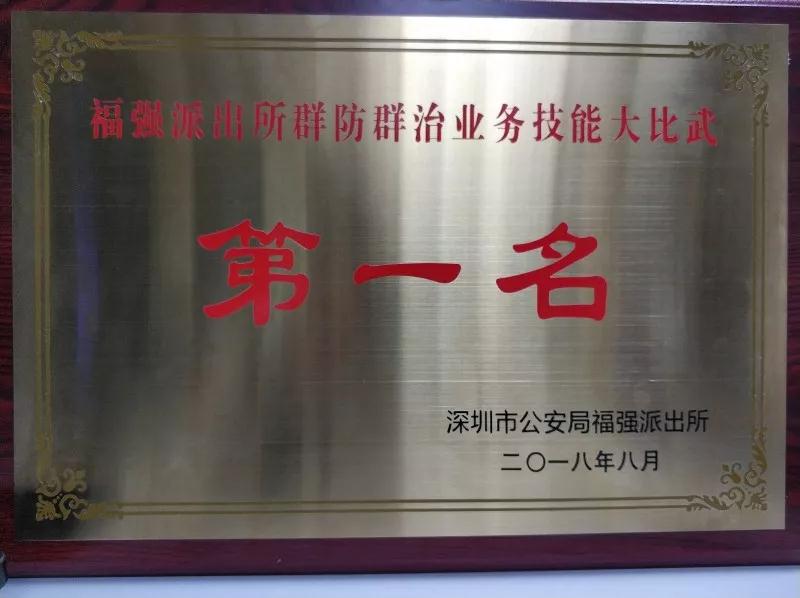 福强派出所群防群治业务技能大比武
第一名
深圳市公安局福强派出所
二〇一八年八月